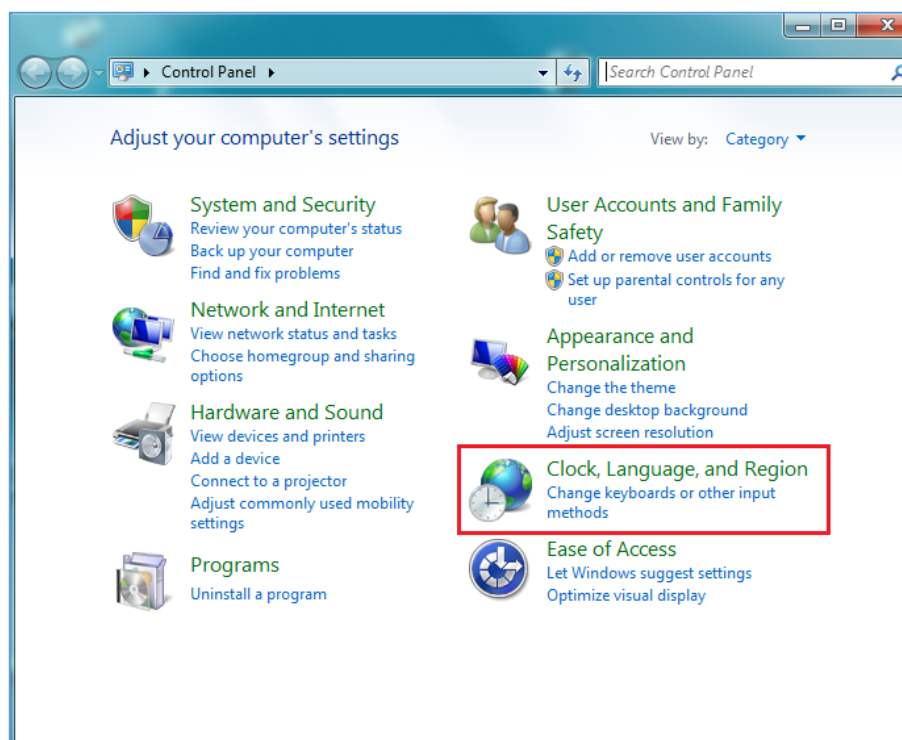 Control Panel
Search Control Panel
Adjust your computer's settings
View by: Category
System and Security
Review your computer's status
Back up your computer
Find and fix problems
Network and Internet
View network status and tasks
Choose homegroup and sharing
options
Hardware and Sound
View devices and printers
Add a device
Connect to a projector
Adjust commonly used mobility
settings
Programs
Uninstall a program
User Accounts and Family
Safety
Add or remove user accounts
Set up parental controls for any
user
Appearance and
Personalization
Change the theme
Change desktop background
Adjust screen resolution
Clock, Language, and Region
Change keyboards or other input
methods
Ease of Access
Let Windows suggest settings
Optimize visual display